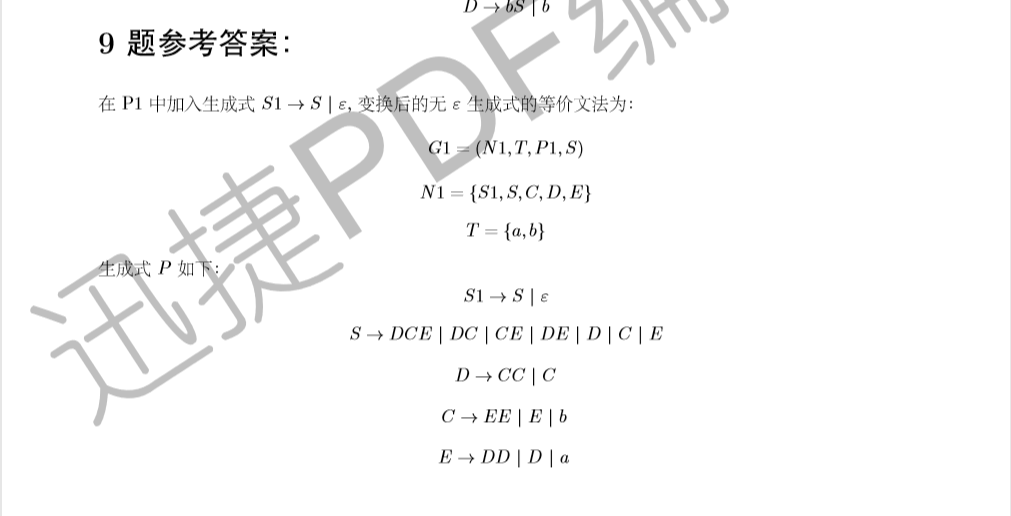 D → bS | b
9 题参考答案：
在 P1 中加入生成式 S1 → S | ε, 变换后的无 ε 生成式的等价文法为：
G1 = (N1, T, P1, S)
N1 = {S1, S, C, D, E}
T = {a, b}
生成式 P 如下：
S1 → S | ε
S → DCE | DC | CE | DE | D | C | E
D → CC | C
C → EE | E | b
E → DD | D | a
迅捷PDF编